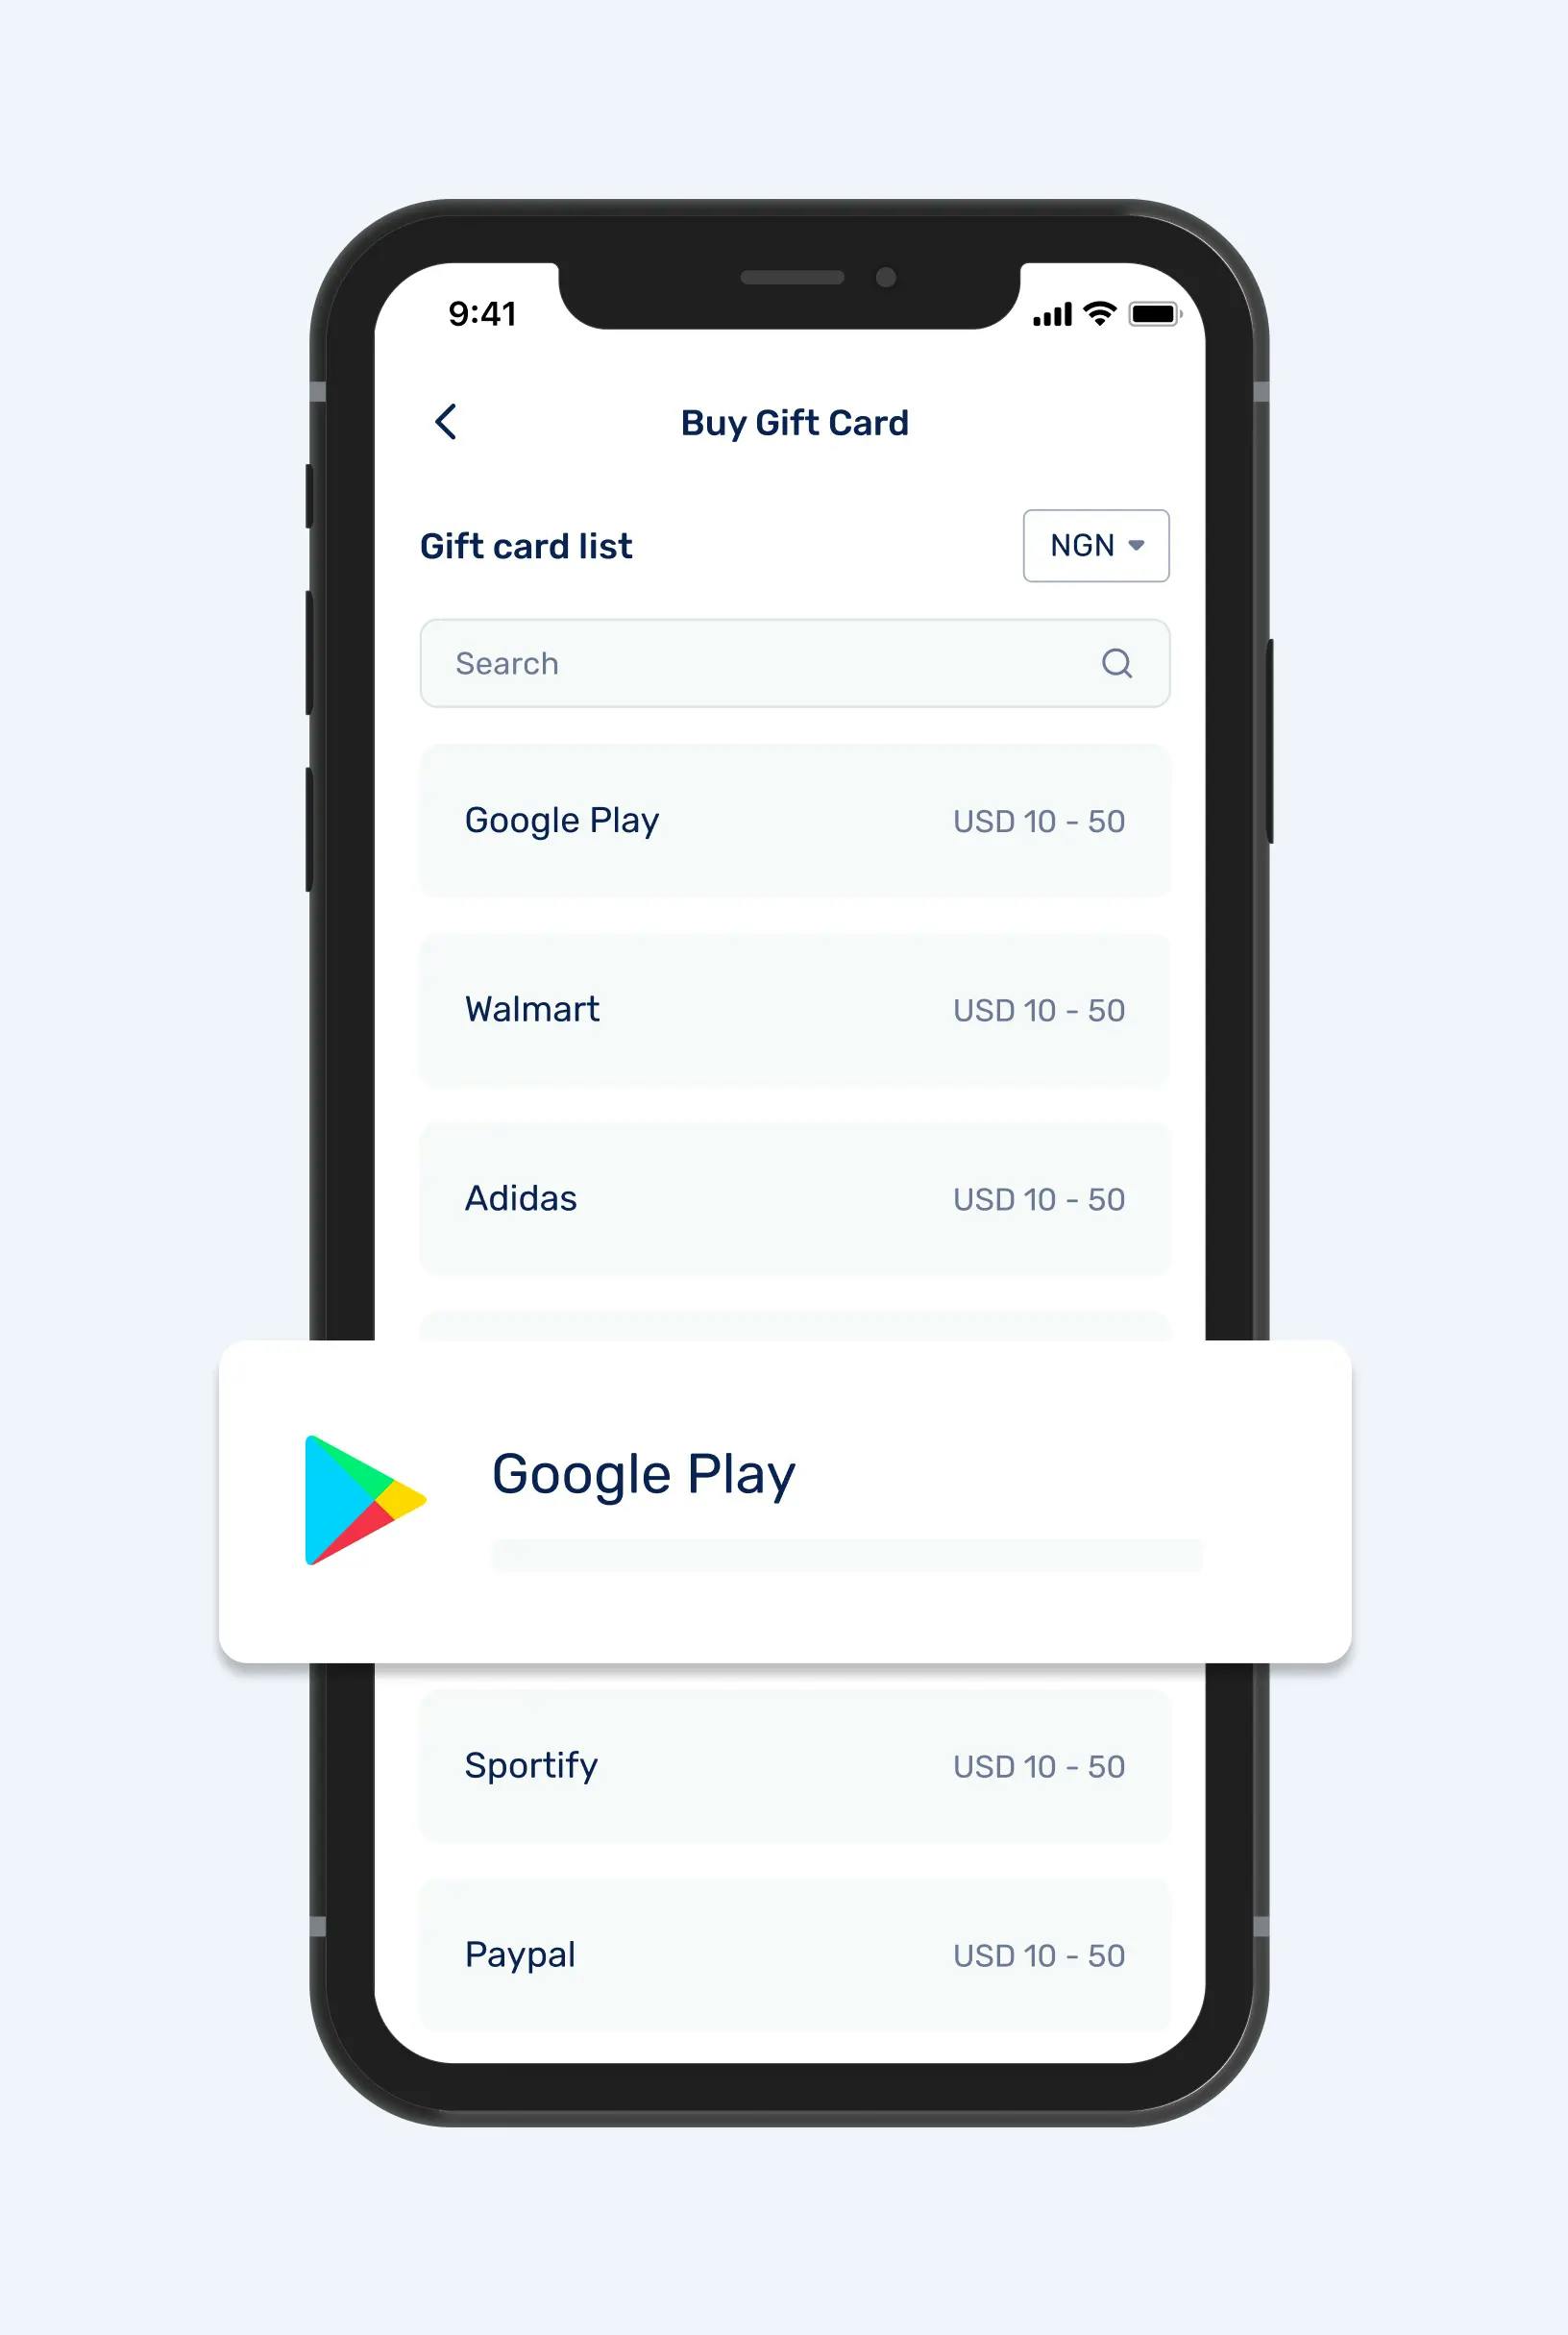 9:41
Buy Gift Card
Gift card list NGN
Search
Google Play USD 10 - 50
Walmart USD 10 - 50
Adidas USD 10 - 50
Google Play
Sportify USD 10 - 50
Paypal USD 10 - 50